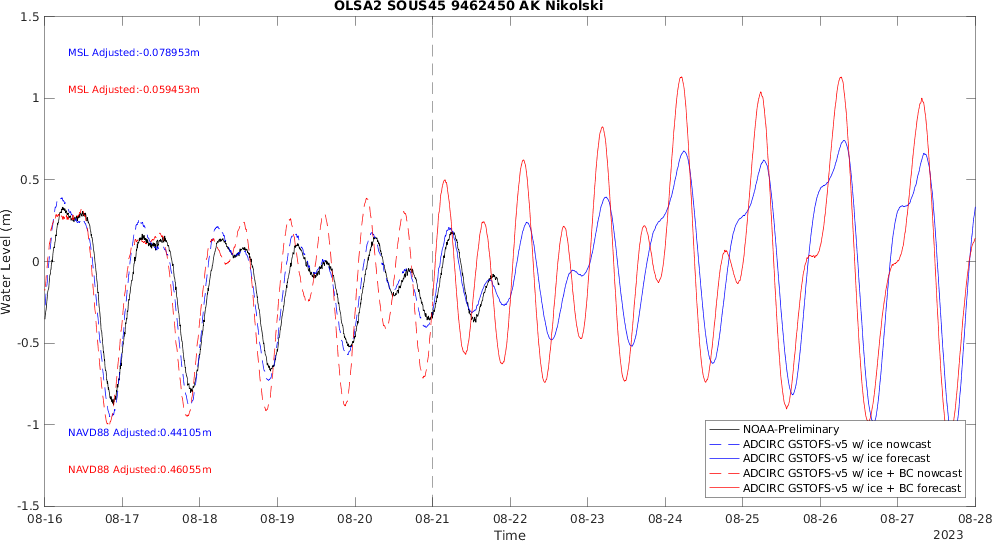 OLSA2 SOUS45 9462450 AK Nikolski
1.5
1
0.5
0
-0.5
-1
-1.5
Water Level (m)
MSL Adjusted:-0.078953m
MSL Adjusted:-0.059453m
NAVD88 Adjusted:0.44105m
NAVD88 Adjusted:0.46055m
NOAA-Preliminary
ADCIRC GSTOFS-v5 w/ ice nowcast
ADCIRC GSTOFS-v5 w/ ice forecast
ADCIRC GSTOFS-v5 w/ ice + BC nowcast
ADCIRC GSTOFS-v5 w/ ice + BC forecast
08-16 08-17 08-18 08-19 08-20 08-21 08-22 08-23 08-24 08-25 08-26 08-27 08-28
Time
2023